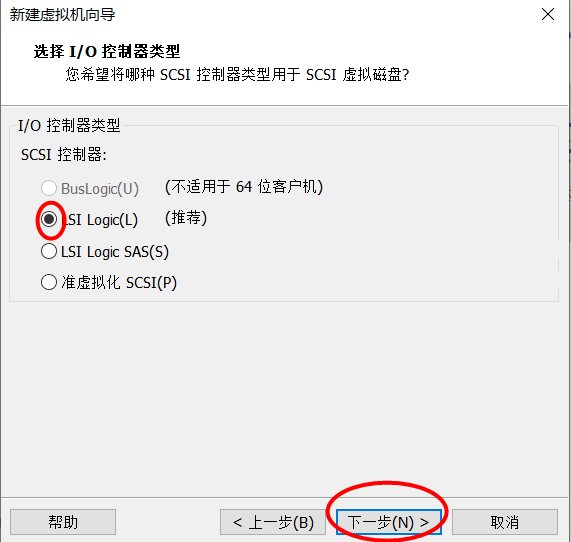 新建虚拟机向导
选择 I/O 控制器类型
您希望将哪种 SCSI 控制器类型用于 SCSI 虚拟磁盘?
I/O 控制器类型
SCSI 控制器:
BusLogic(U) (不适用于 64 位客户机)
LSI Logic(L) (推荐)
LSI Logic SAS(S)
准虚拟化 SCSI(P)
帮助 < 上一步(B) 下一步(N) > 取消